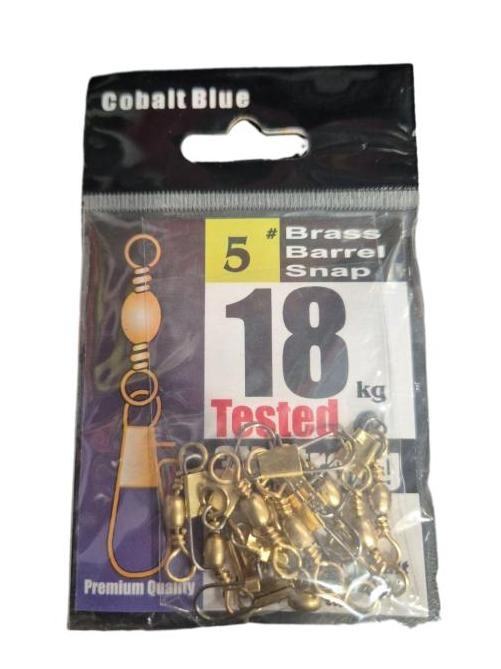 Cobalt Blue
5 #
Brass
Barrel
Snap
18 kg
Tested
Premium Quality